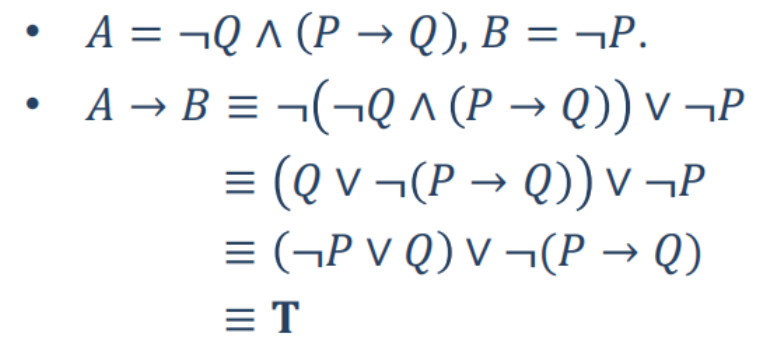 • A = ¬Q ∧ (P → Q), B = ¬P.
• A → B ≡ ¬(¬Q ∧ (P → Q)) ∨ ¬P
≡ (Q ∨ ¬(P → Q)) ∨ ¬P
≡ (¬P ∨ Q) ∨ ¬(P → Q)
≡ T